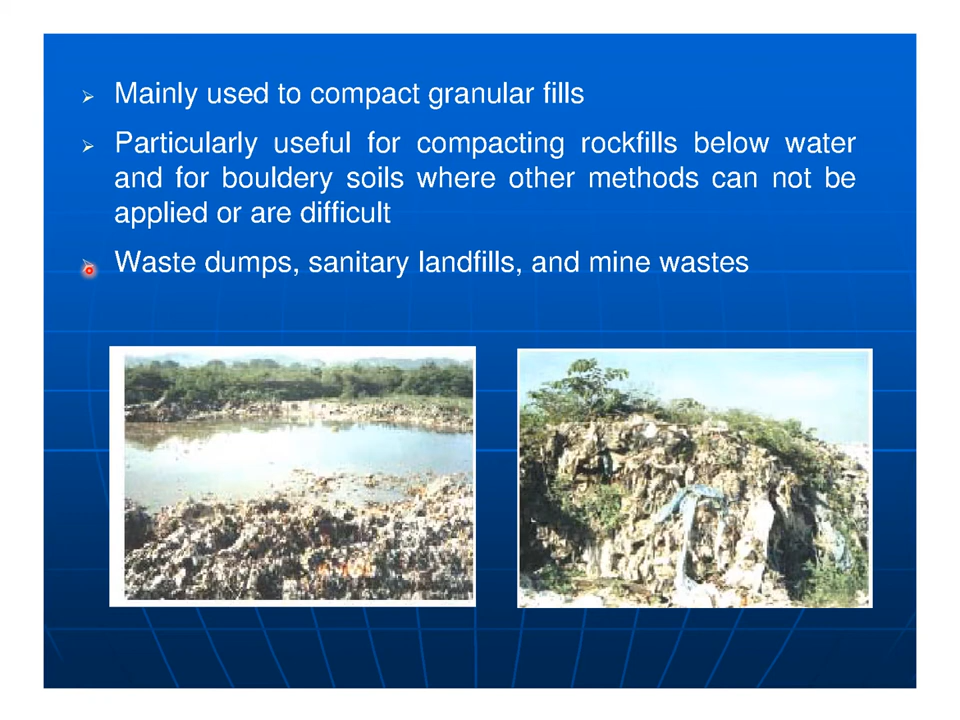 Mainly used to compact granular fills
Particularly useful for compacting rockfills below water
and for bouldery soils where other methods can not be
applied or are difficult
Waste dumps, sanitary landfills, and mine wastes